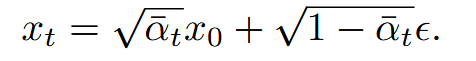 $x_t = \sqrt{\bar{\alpha}_t} x_0 + \sqrt{1 - \bar{\alpha}_t} \epsilon.$